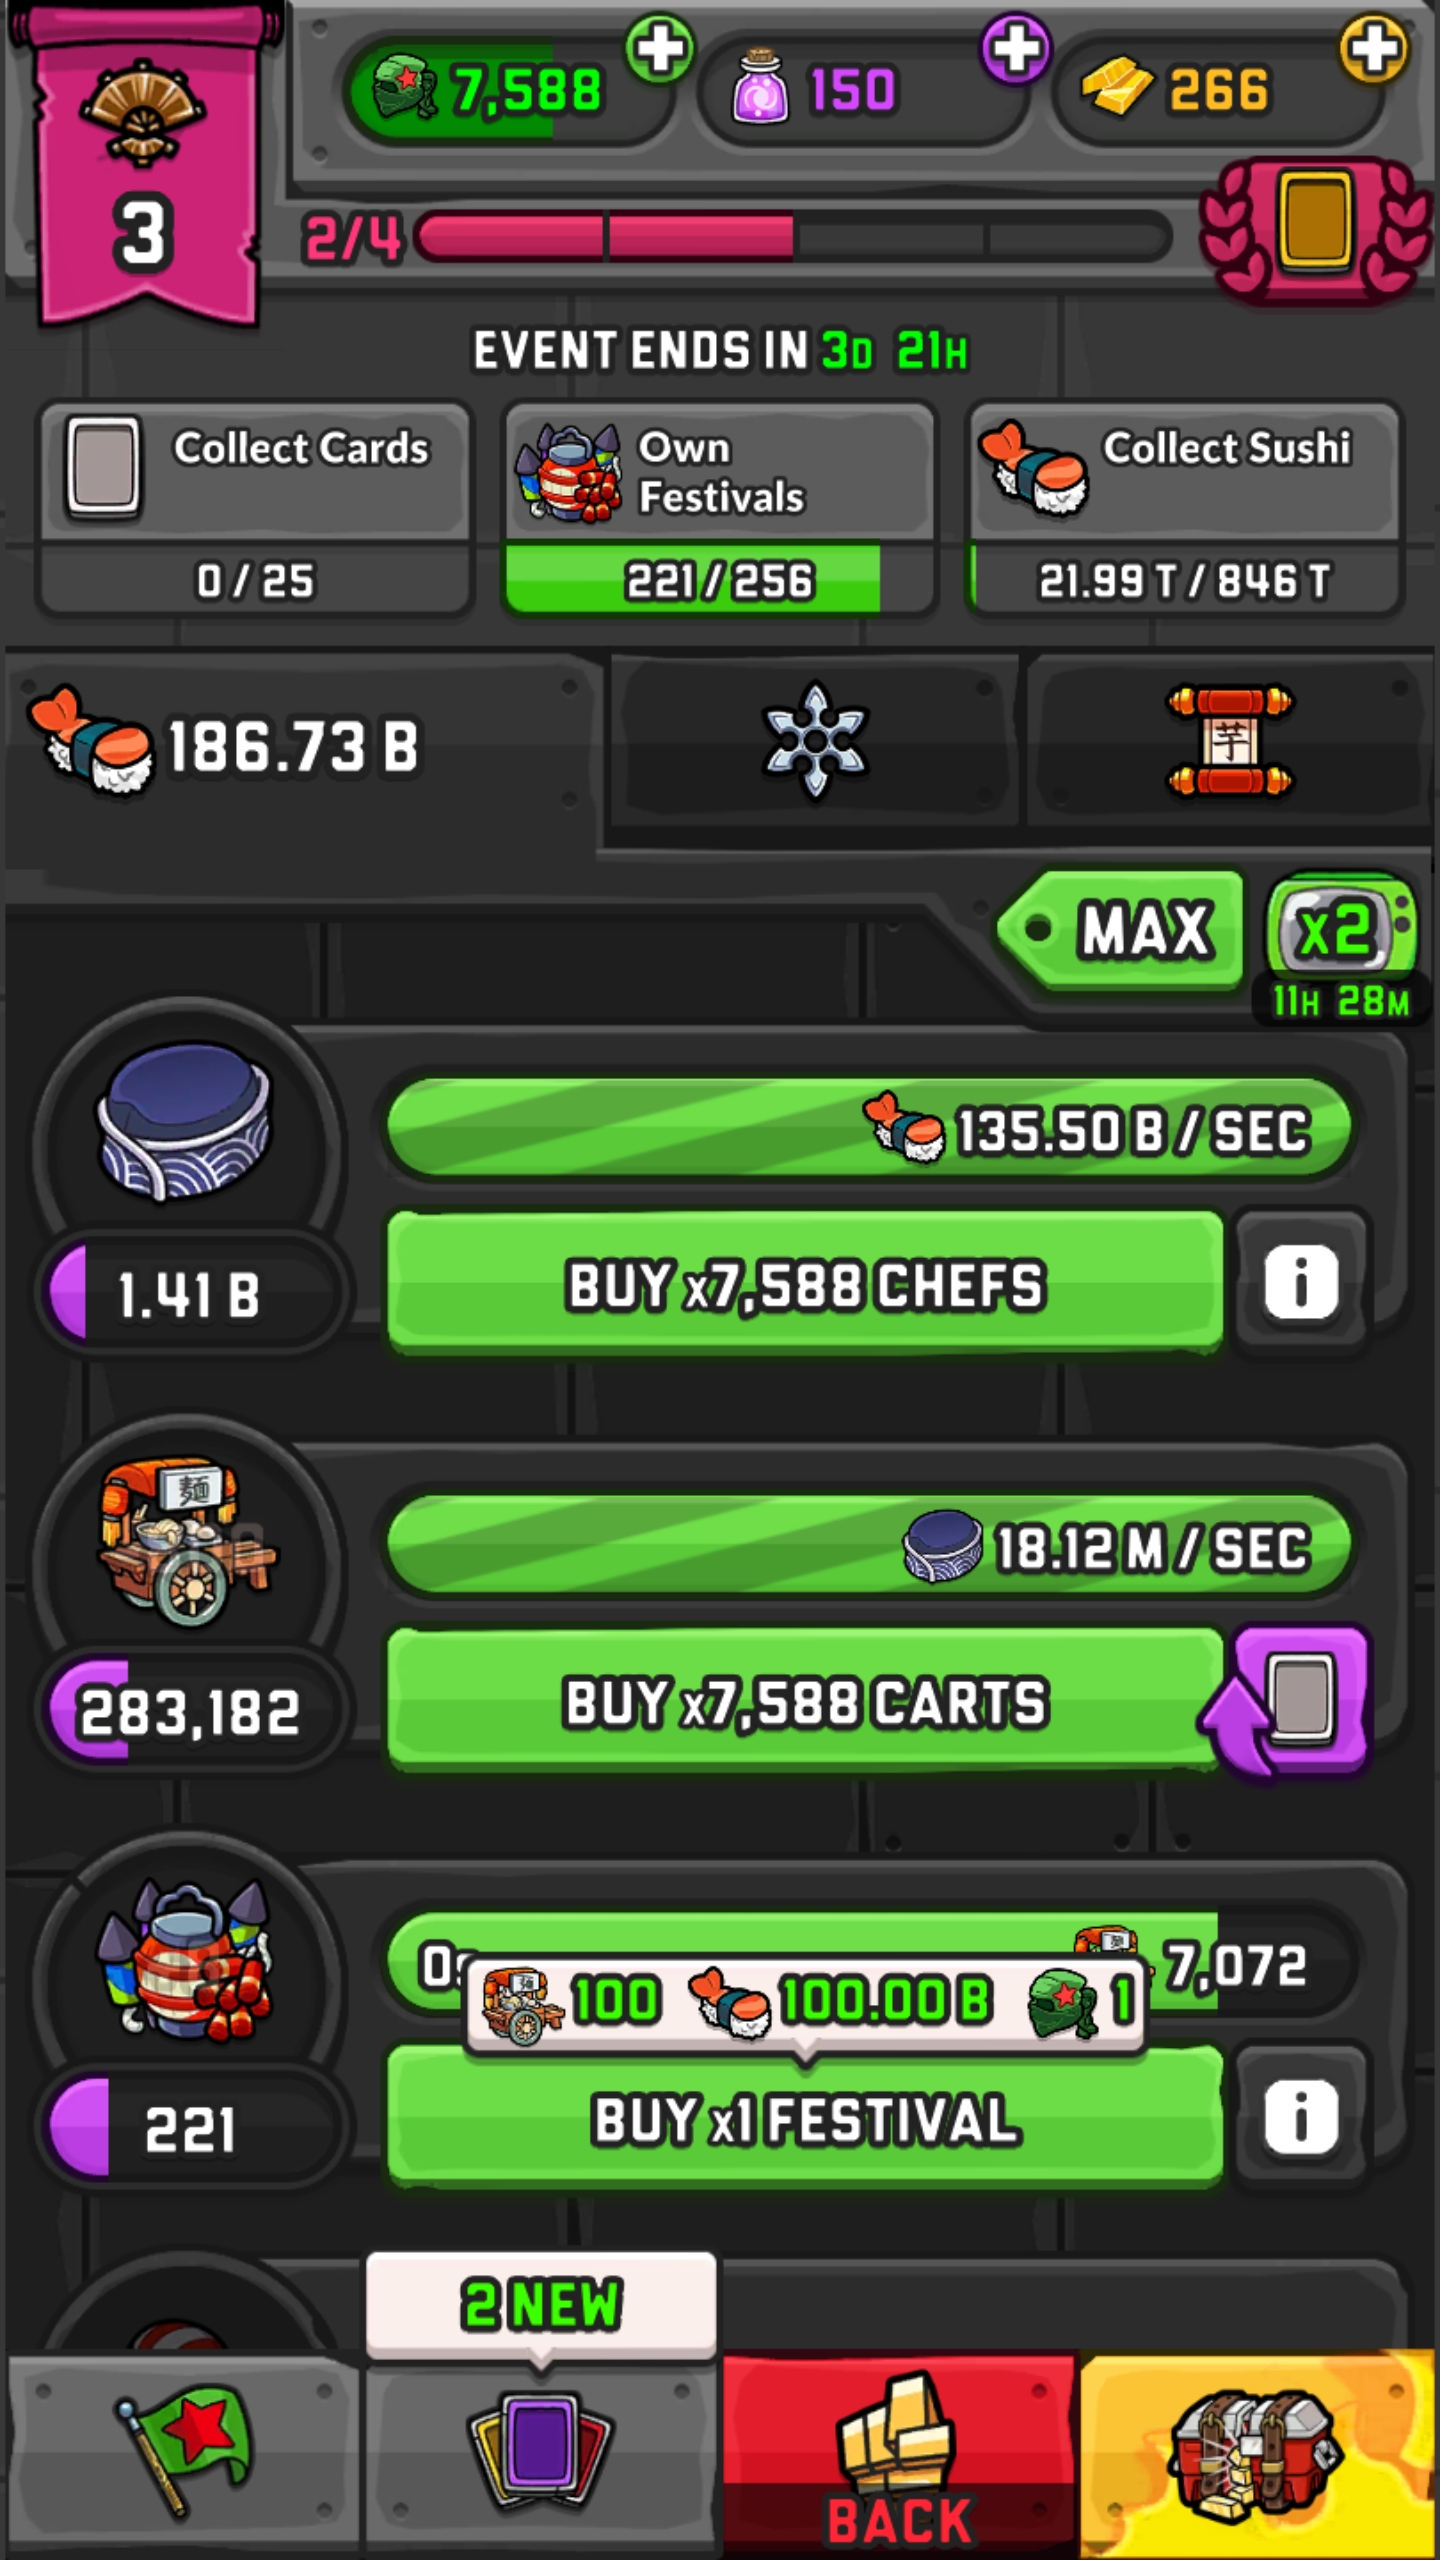 7,588
150
266
3
2/4
EVENT ENDS IN 3D 21H
Collect Cards
0 / 25
Own
Festivals
221 / 256
Collect Sushi
21.99 T / 846 T
186.73 B
芋
MAX
x2
11H 28M
135.50 B / SEC
1.41 B
BUY x7,588 CHEFS
i
麺
18.12 M / SEC
283,182
BUY x7,588 CARTS
7,072
100
100.00 B
1
221
BUY x1 FESTIVAL
i
2 NEW
BACK